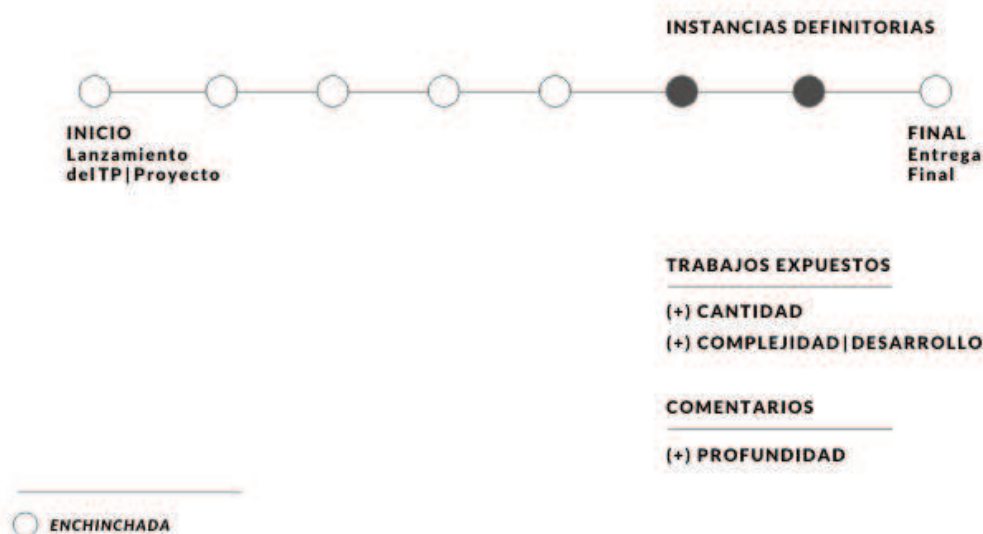 INSTANCIAS DEFINITORIAS
INICIO
Lanzamiento
del TP|Proyecto
FINAL
Entrega
Final
TRABAJOS EXPUESTOS
(+) CANTIDAD
(+) COMPLEJIDAD|DESARROLLO
COMENTARIOS
(+) PROFUNDIDAD
ENCHINCHADA